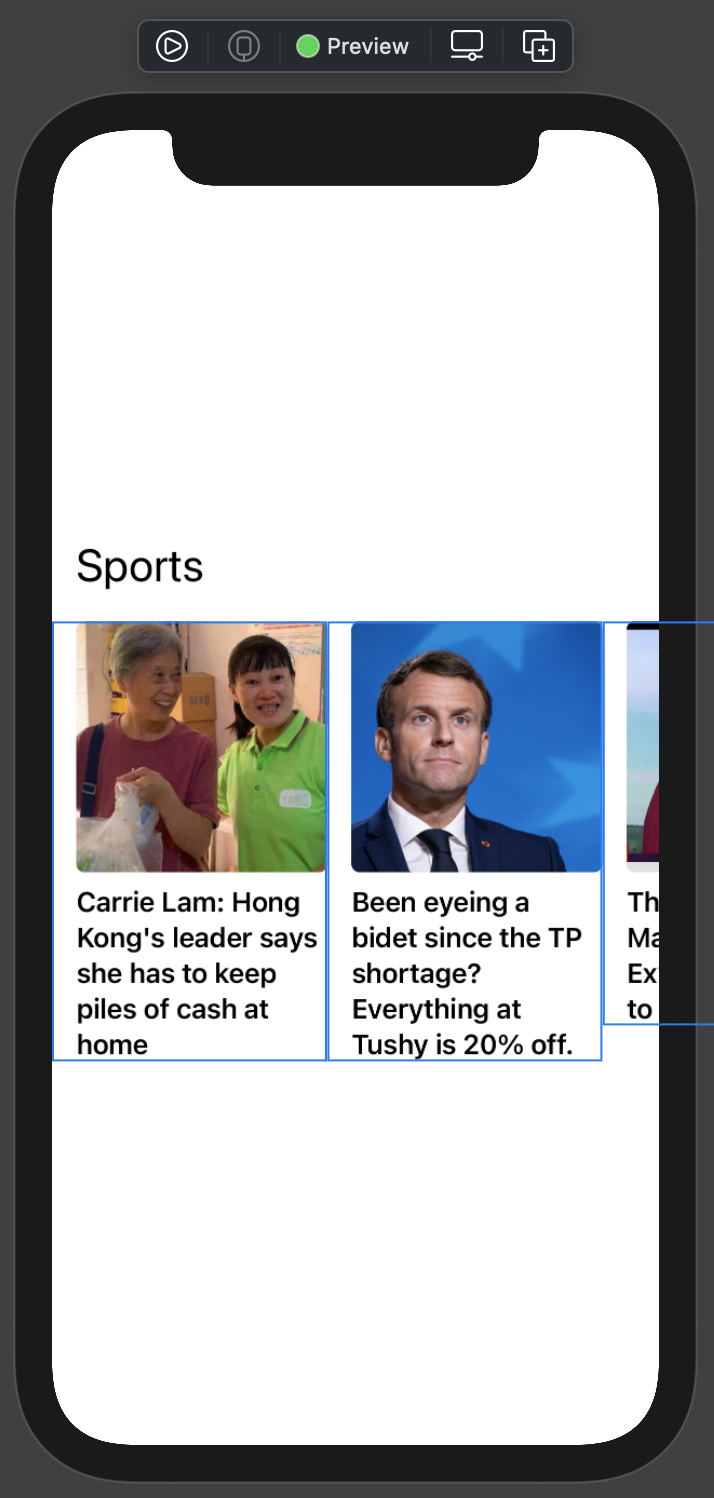 Preview
Sports
Carrie Lam: Hong
Kong's leader says
she has to keep
piles of cash at
home
Been eyeing a
bidet since the TP
shortage?
Everything at
Tushy is 20% off.
Th
Ma
Ex
to